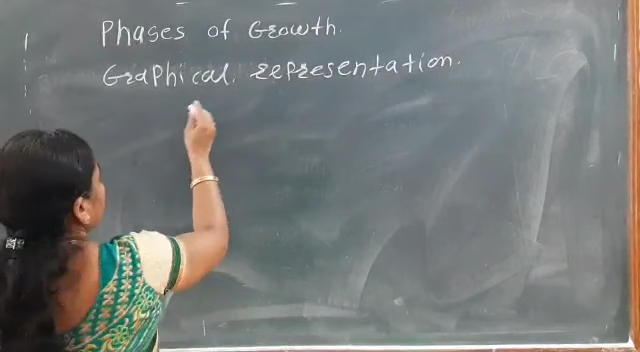 Phases of Growth.
Graphical representation.